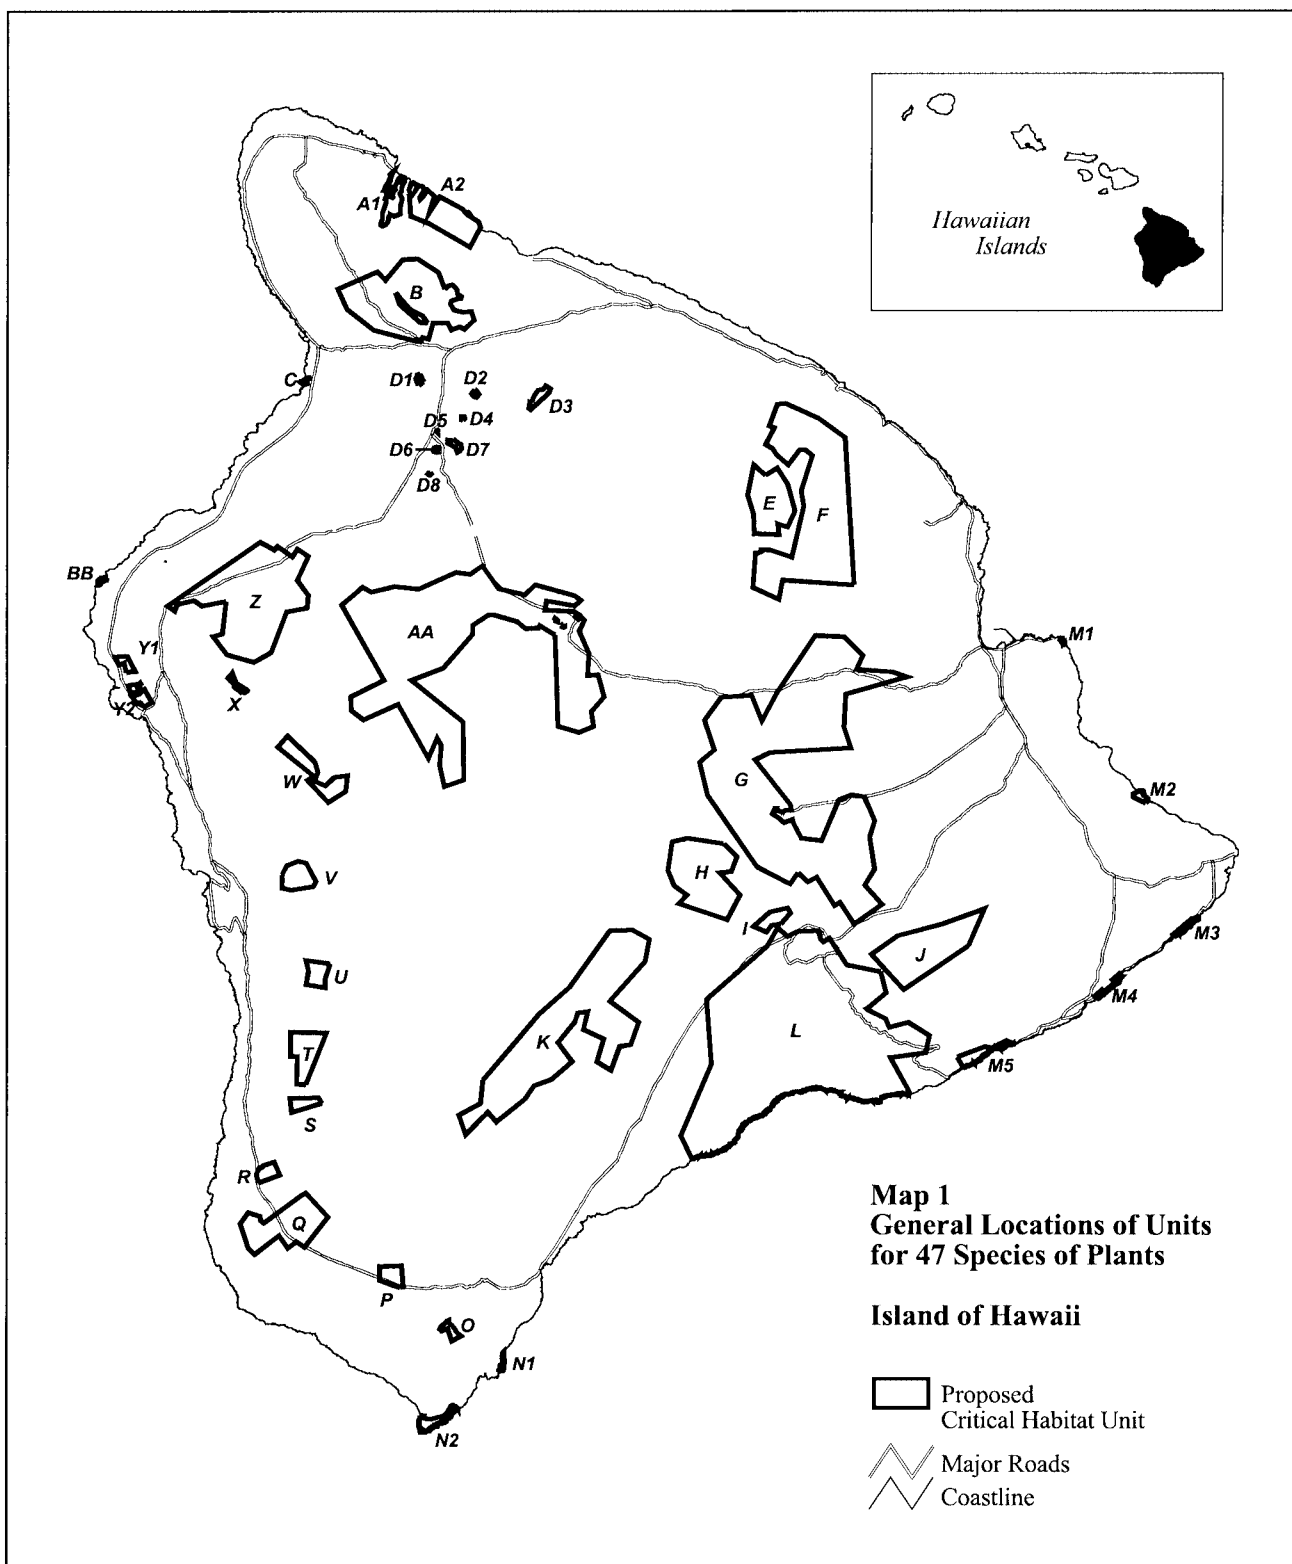 Hawaiian
Islands
A2
A1
B
C
D1
D2
D3
D5
D4
D6
D7
D8
E
F
BB
Z
AA
Y1
M1
X
Y2
W
G
M2
V
H
I
M3
J
U
M4
K
L
T
M5
S
R
Q
P
O
N1
N2
Map 1
General Locations of Units
for 47 Species of Plants
Island of Hawaii
Proposed
Critical Habitat Unit
Major Roads
Coastline